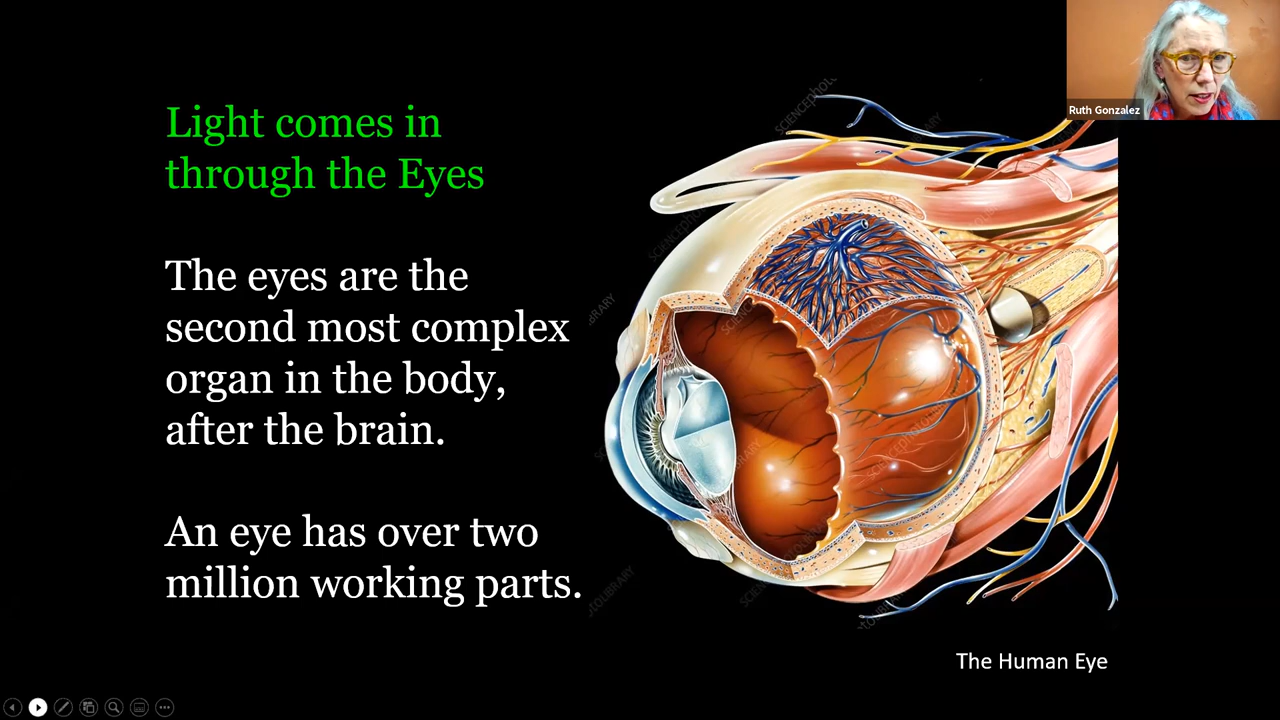 Light comes in
through the Eyes
The eyes are the
second most complex
organ in the body,
after the brain.
An eye has over two
million working parts.
Ruth Gonzalez
The Human Eye